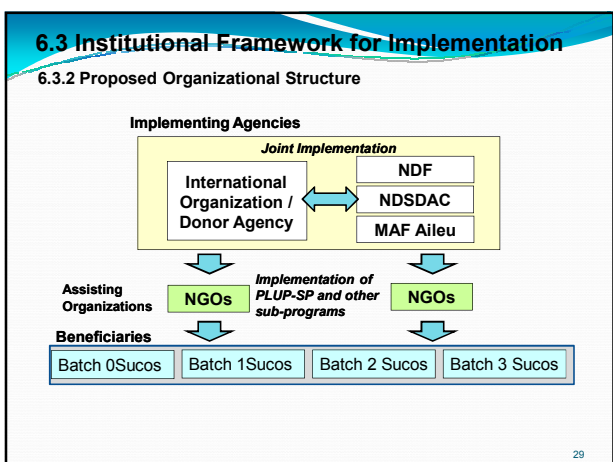 6.3 Institutional Framework for Implementation
6.3.2 Proposed Organizational Structure
Implementing Agencies
Joint Implementation
International
Organization /
Donor Agency
NDF
NDSDAC
MAF Aileu
Assisting
Organizations
NGOs
Implementation of
PLUP-SP and other
sub-programs
NGOs
Beneficiaries
Batch 0Sucos
Batch 1Sucos
Batch 2 Sucos
Batch 3 Sucos
29